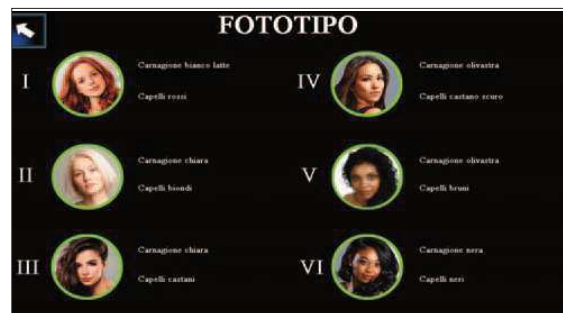 FOTOTIPO
I
Carnagione bianco latte
Capelli rossi
II
Carnagione chiara
Capelli biondi
III
Carnagione chiara
Capelli castani
IV
Carnagione olivastra
Capelli castano scuro
V
Carnagione olivastra
Capelli bruni
VI
Carnagione nera
Capelli neri